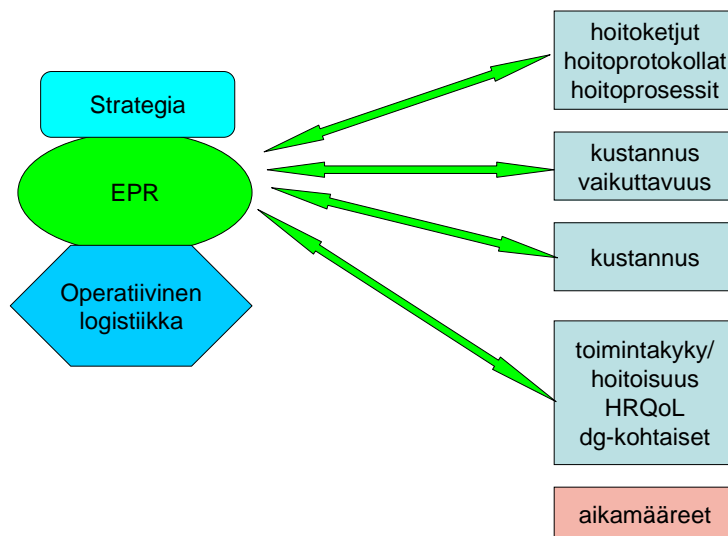 Strategia
EPR
Operatiivinen
logistiikka
hoitoketjut
hoitoprotokollat
hoitoprosessit
kustannus
vaikuttavuus
kustannus
toimintakyky/
hoitoisuus
HRQoL
dg-kohtaiset
aikamääreet